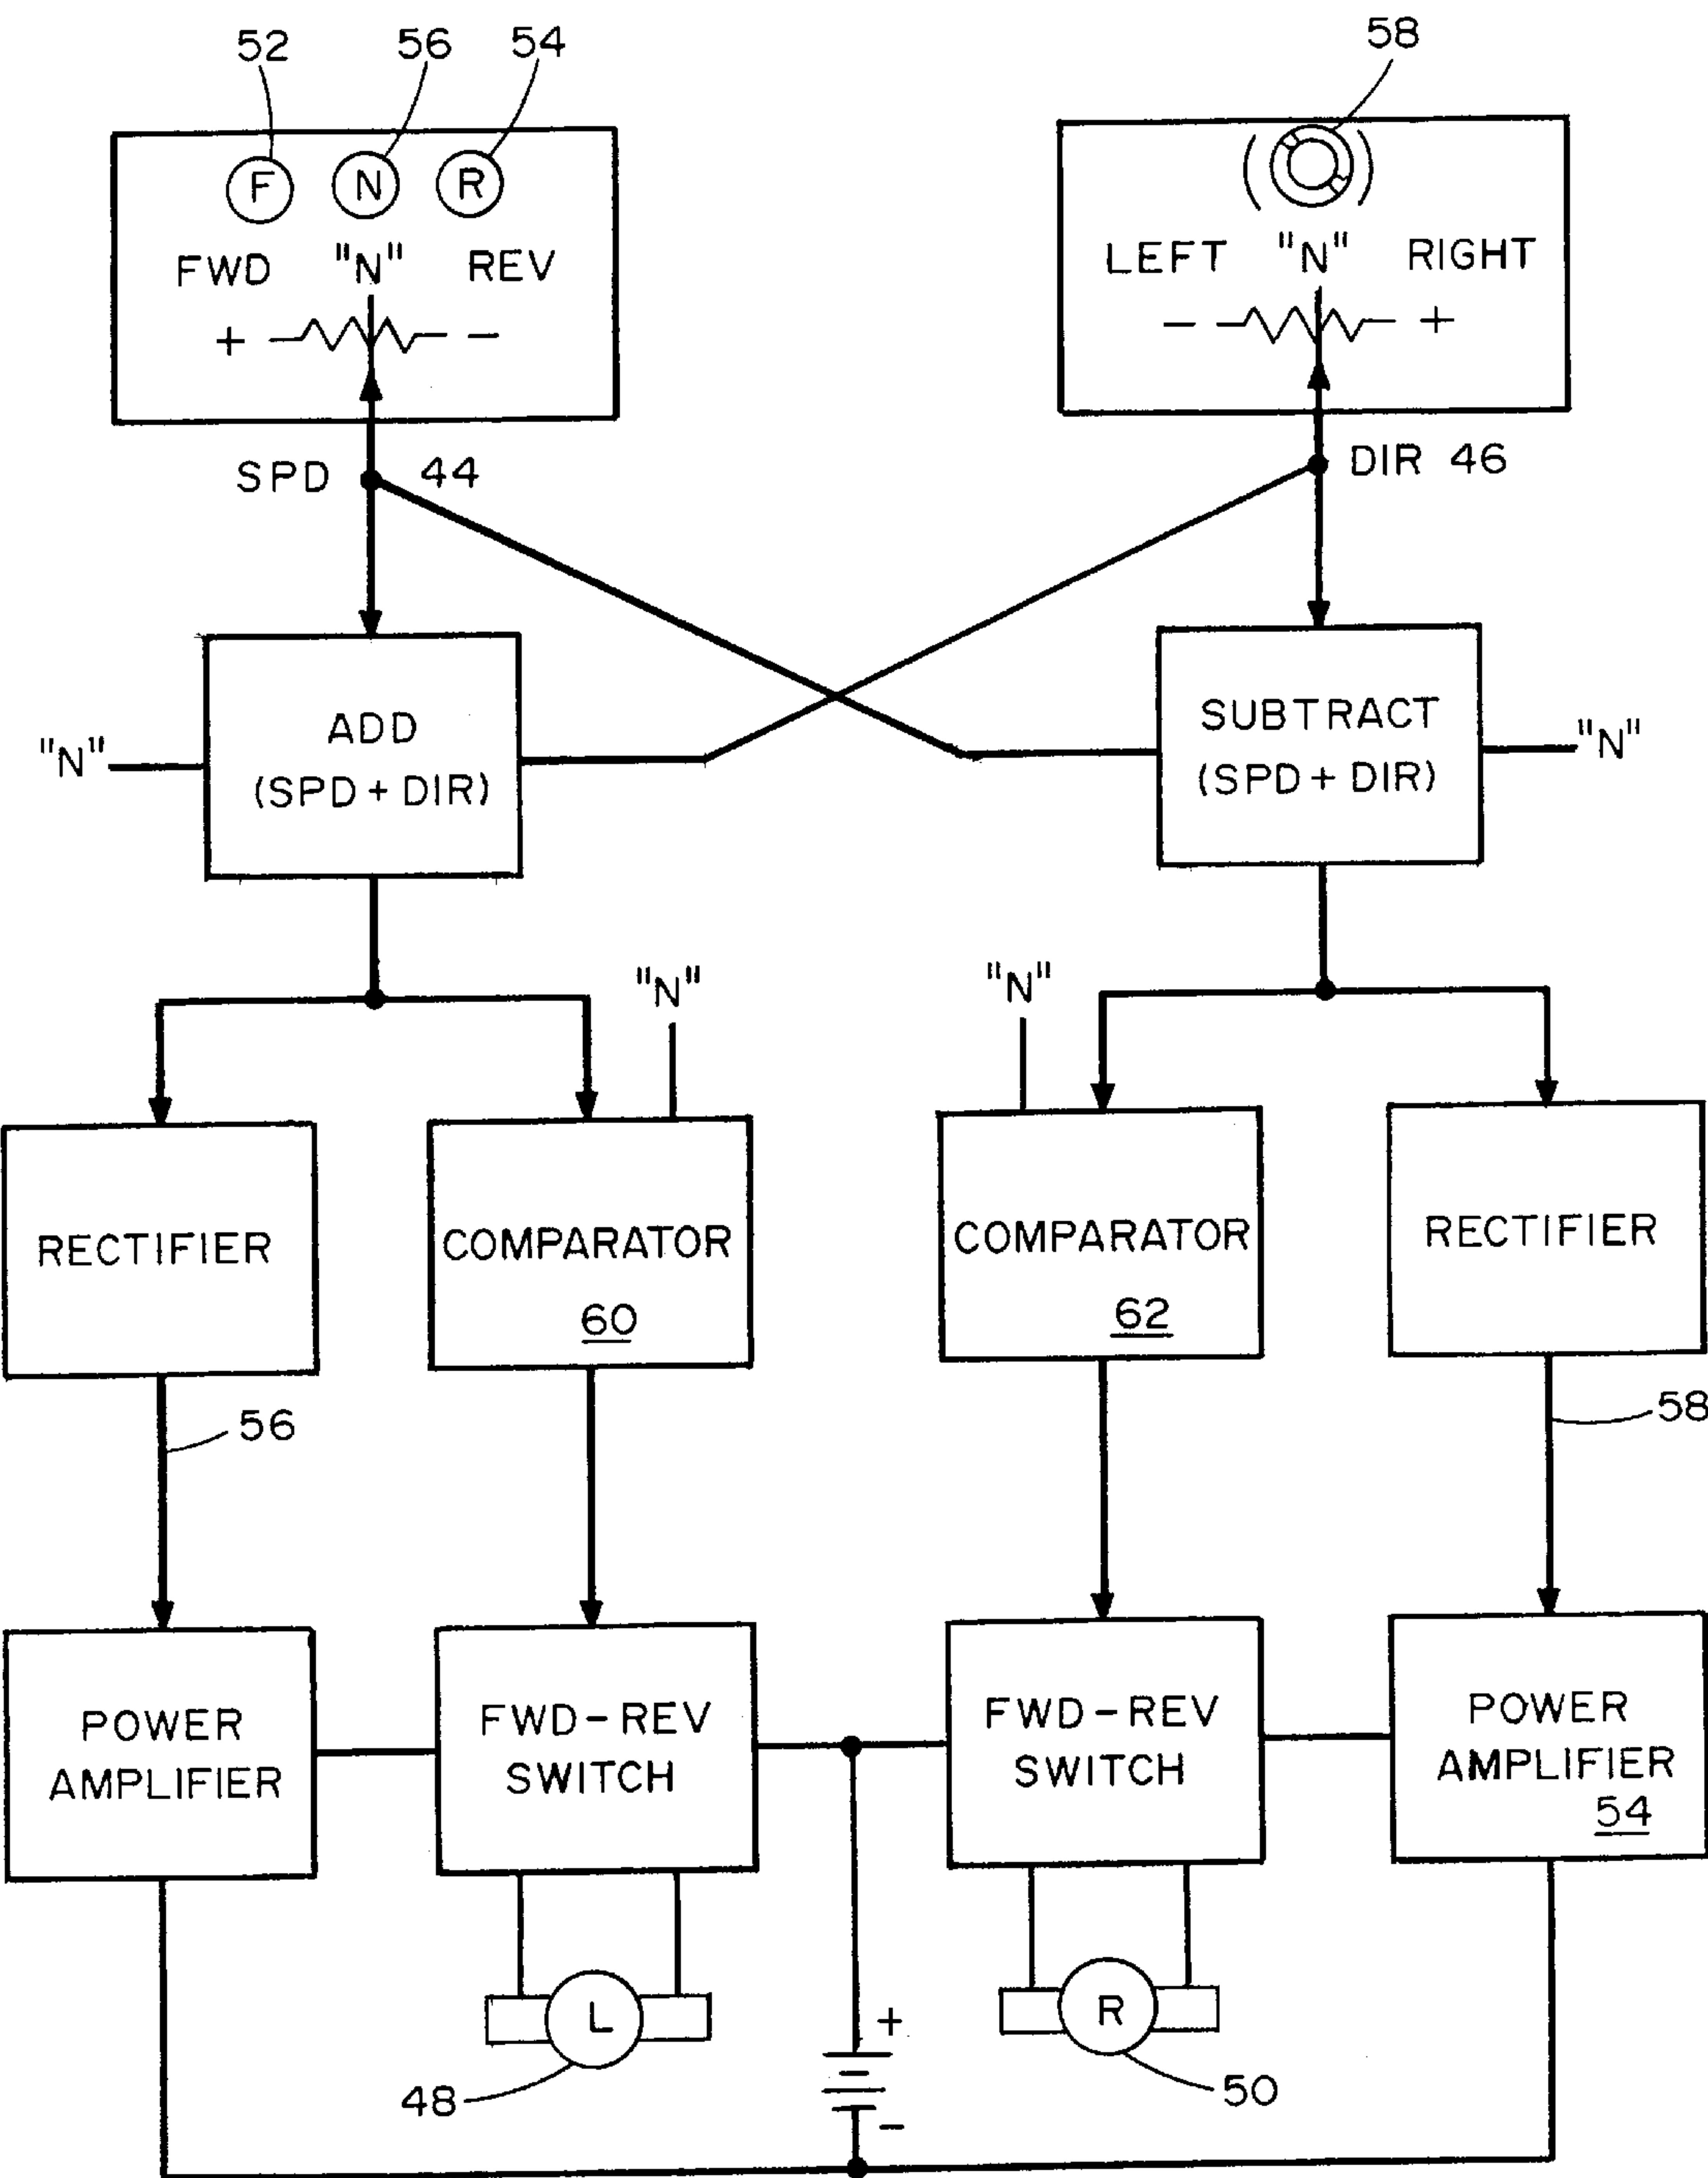 52 56 54 58
F N R
FWD "N" REV
+ −
LEFT "N" RIGHT
− +
SPD 44
DIR 46
"N"
ADD
(SPD + DIR)
SUBTRACT
(SPD + DIR)
"N"
"N"
"N"
RECTIFIER
COMPARATOR
60
COMPARATOR
62
RECTIFIER
56
58
POWER
AMPLIFIER
FWD-REV
SWITCH
FWD-REV
SWITCH
POWER
AMPLIFIER
54
L
R
+
−
48
50